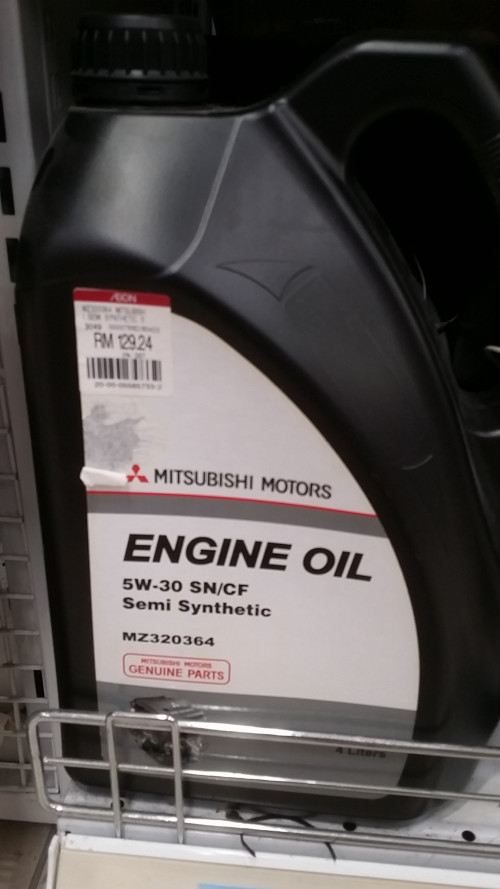 AEON
RM 129.24
MITSUBISHI MOTORS
ENGINE OIL
5W-30 SN/CF
Semi Synthetic
MZ320364
MITSUBISHI MOTORS
GENUINE PARTS
4 Liters